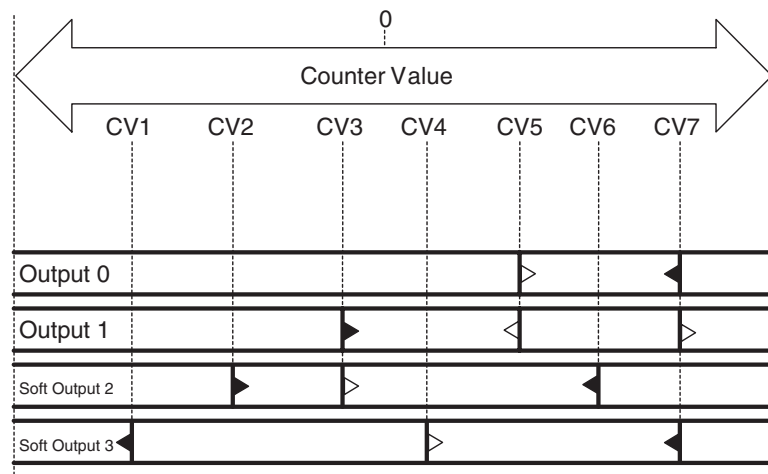 0
Counter Value
CV1 CV2 CV3 CV4 CV5 CV6 CV7
Output 0
Output 1
Soft Output 2
Soft Output 3